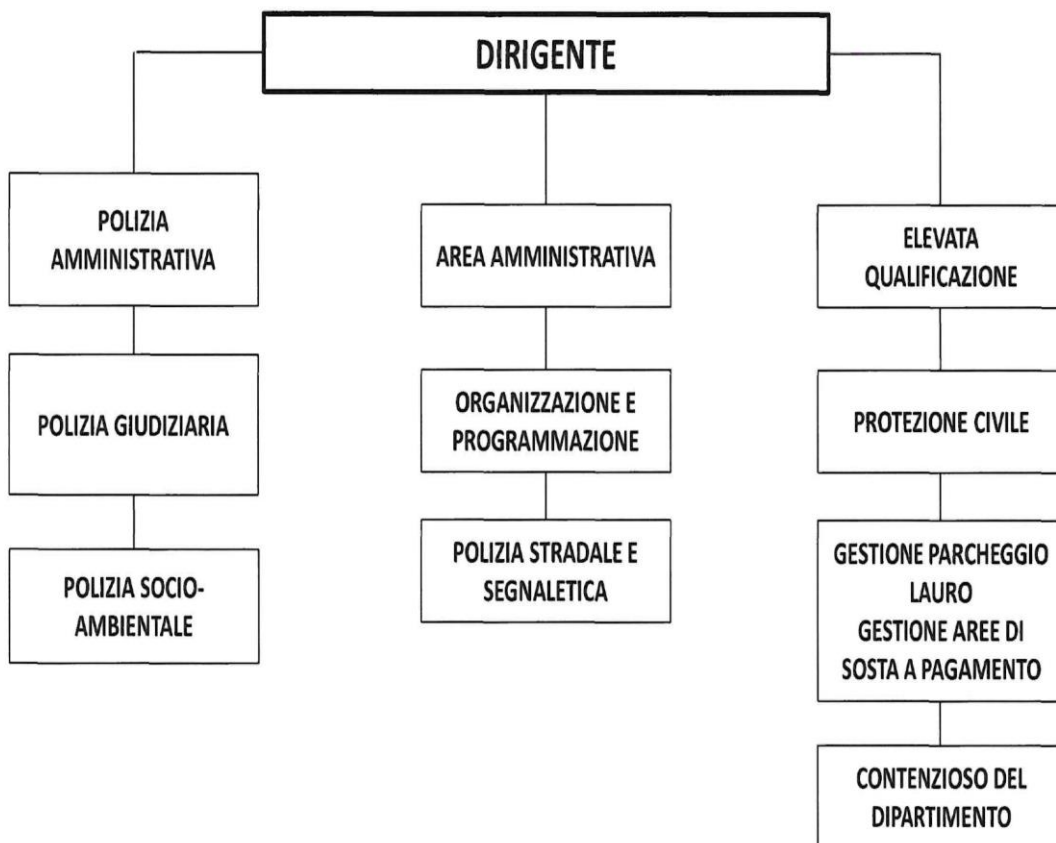 DIRIGENTE
POLIZIA
AMMINISTRATIVA
POLIZIA GIUDIZIARIA
POLIZIA SOCIO-
AMBIENTALE
AREA AMMINISTRATIVA
ORGANIZZAZIONE E
PROGRAMMAZIONE
POLIZIA STRADALE E
SEGNALETICA
ELEVATA
QUALIFICAZIONE
PROTEZIONE CIVILE
GESTIONE PARCHEGGIO
LAURO
GESTIONE AREE DI
SOSTA A PAGAMENTO
CONTENZIOSO DEL
DIPARTIMENTO